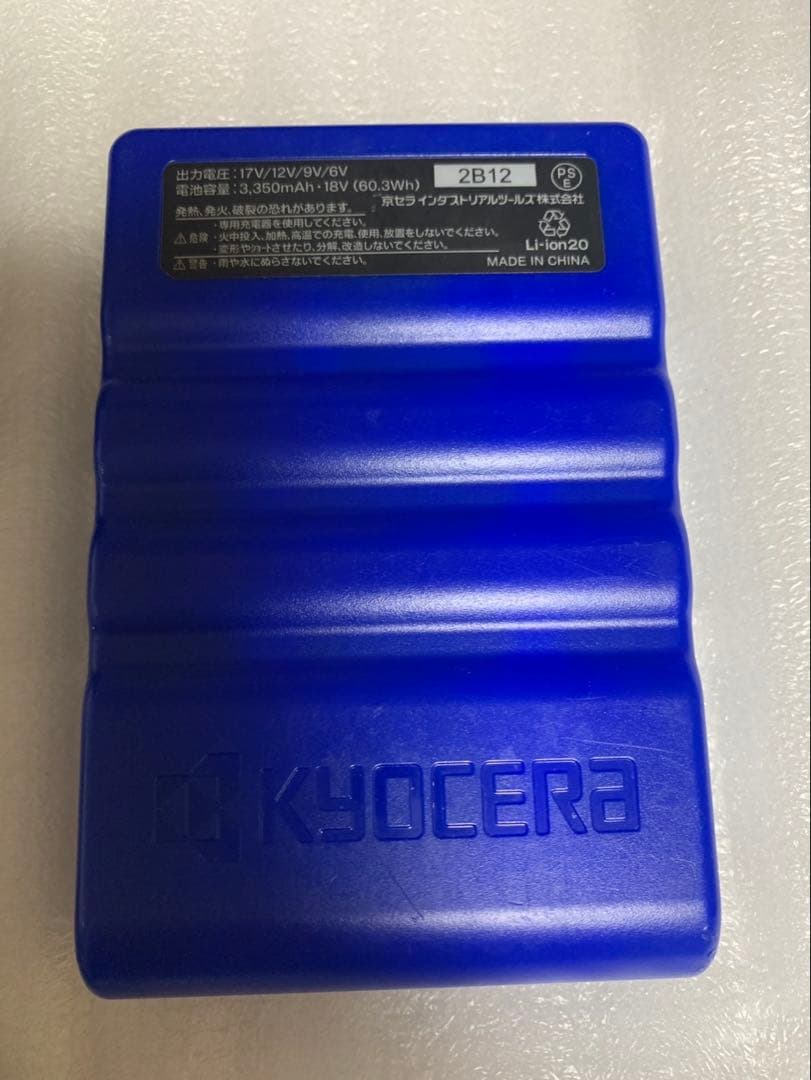 出力電圧:17V/12V/9V/6V
電池容量:3,350mAh・18V (60.3Wh)
2B12
PS
E
京セラ インダストリアルツールズ株式会社
発熱、発火、破裂の恐れがあります。
・専用充電器を使用してください。
⚠危険 ・火中投入、加熱、高温での充電、使用、放置をしないでください。
・変形やショートさせたり、分解、改造しないでください。
⚠警告 ・雨や水にぬらさないでください。
Li-ion20
MADE IN CHINA
KYOCERA